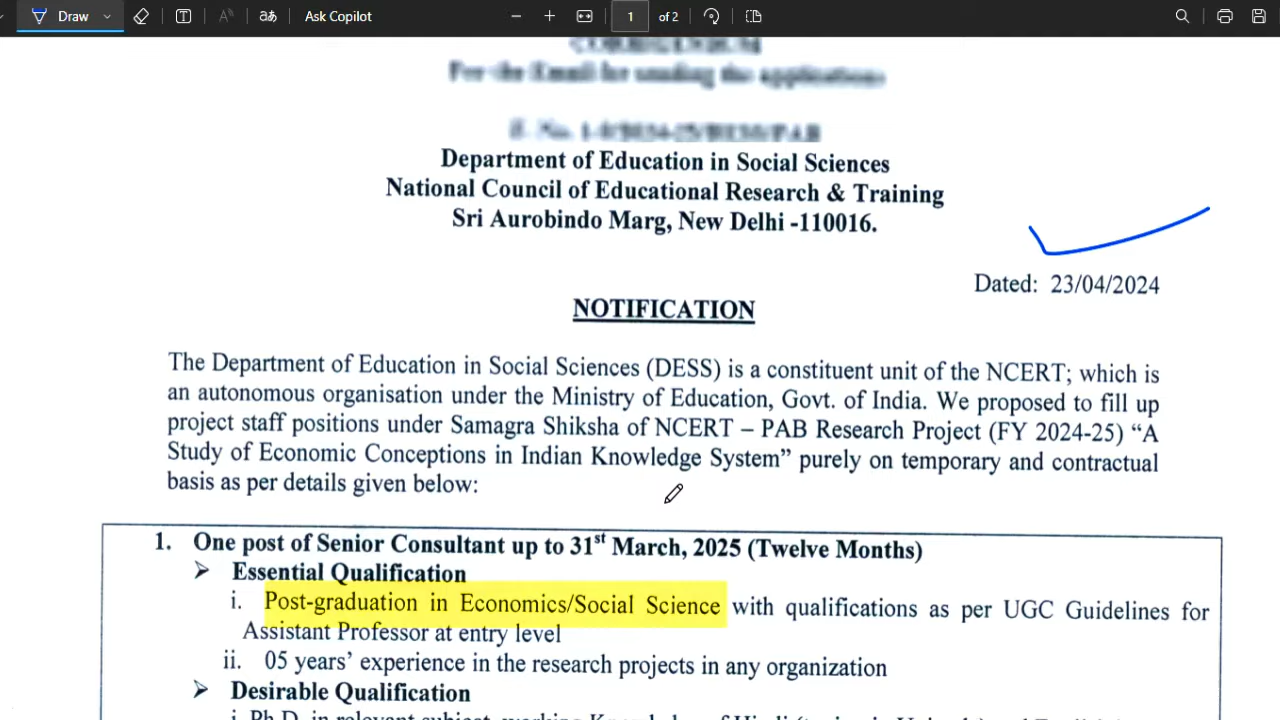 Draw
Ask Copilot
1 of 2
For the Email for sending the applications
Department of Education in Social Sciences
National Council of Educational Research & Training
Sri Aurobindo Marg, New Delhi -110016.
Dated: 23/04/2024
NOTIFICATION
The Department of Education in Social Sciences (DESS) is a constituent unit of the NCERT; which is
an autonomous organisation under the Ministry of Education, Govt. of India. We proposed to fill up
project staff positions under Samagra Shiksha of NCERT – PAB Research Project (FY 2024-25) “A
Study of Economic Conceptions in Indian Knowledge System” purely on temporary and contractual
basis as per details given below:
1. One post of Senior Consultant up to 31st March, 2025 (Twelve Months)
➢ Essential Qualification
i. Post-graduation in Economics/Social Science with qualifications as per UGC Guidelines for
Assistant Professor at entry level
ii. 05 years’ experience in the research projects in any organization
➢ Desirable Qualification